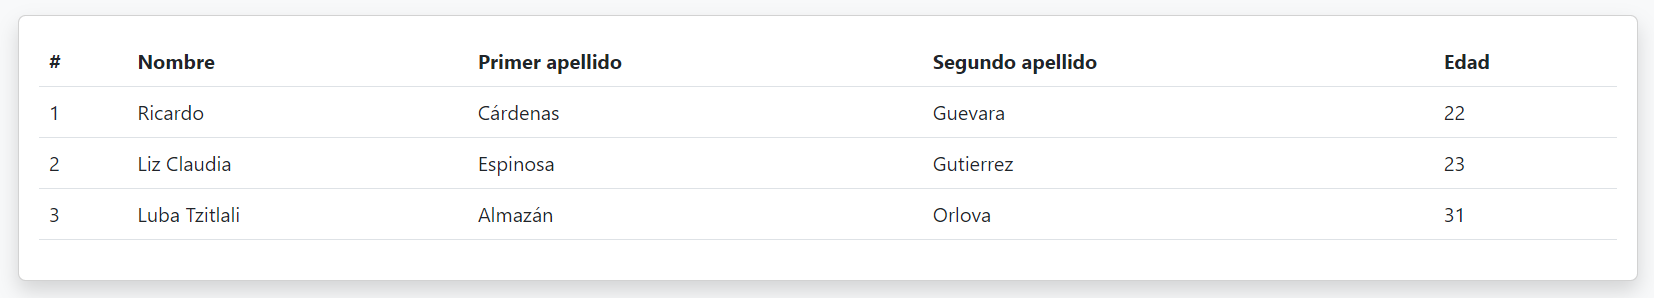 # Nombre Primer apellido Segundo apellido Edad
1 Ricardo Cárdenas Guevara 22
2 Liz Claudia Espinosa Gutierrez 23
3 Luba Tzitlali Almazán Orlova 31